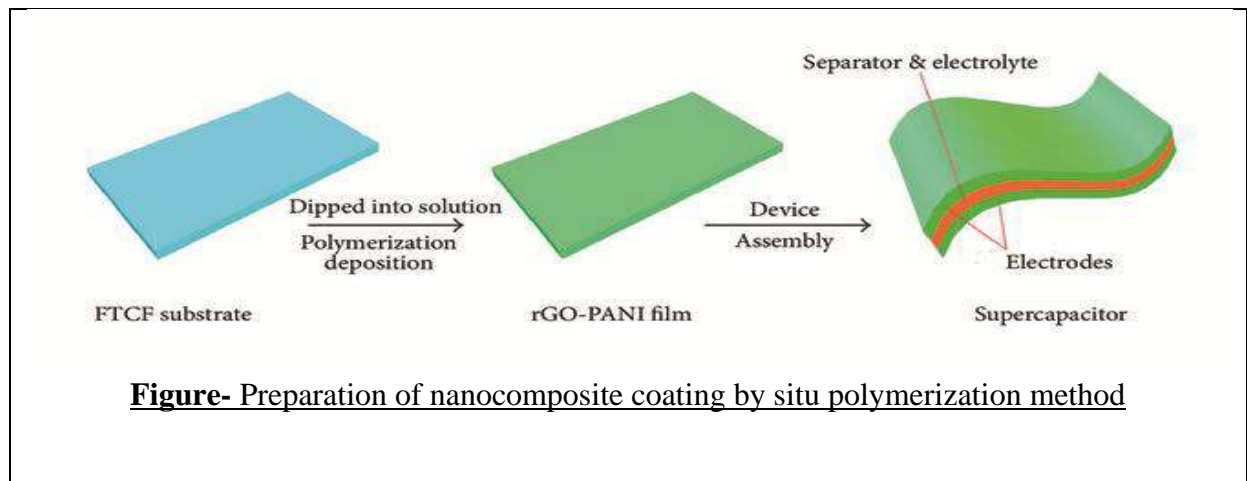 Separator & electrolyte
Dipped into solution
Polymerization
deposition
Device
Assembly
Electrodes
FTCF substrate
rGO-PANI film
Supercapacitor
Figure- Preparation of nanocomposite coating by situ polymerization method